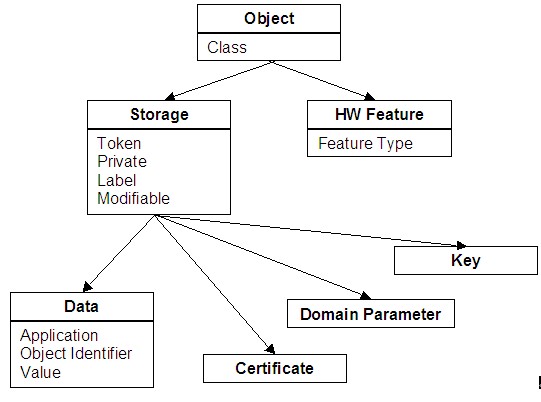 Object
Class
Storage
Token
Private
Label
Modifiable
HW Feature
Feature Type
Key
Data
Application
Object Identifier
Value
Domain Parameter
Certificate
!